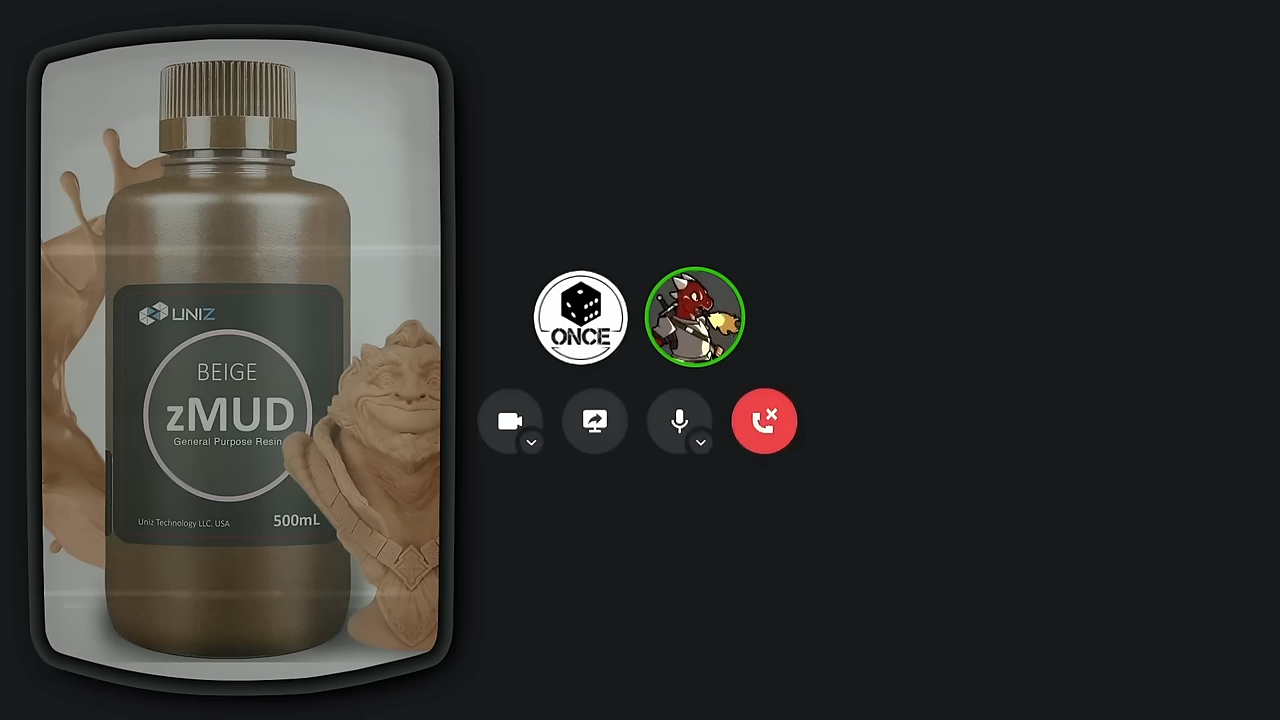 UNIZ
BEIGE
zMUD
General Purpose Resin
Uniz Technology LLC. USA
500mL
ONCE